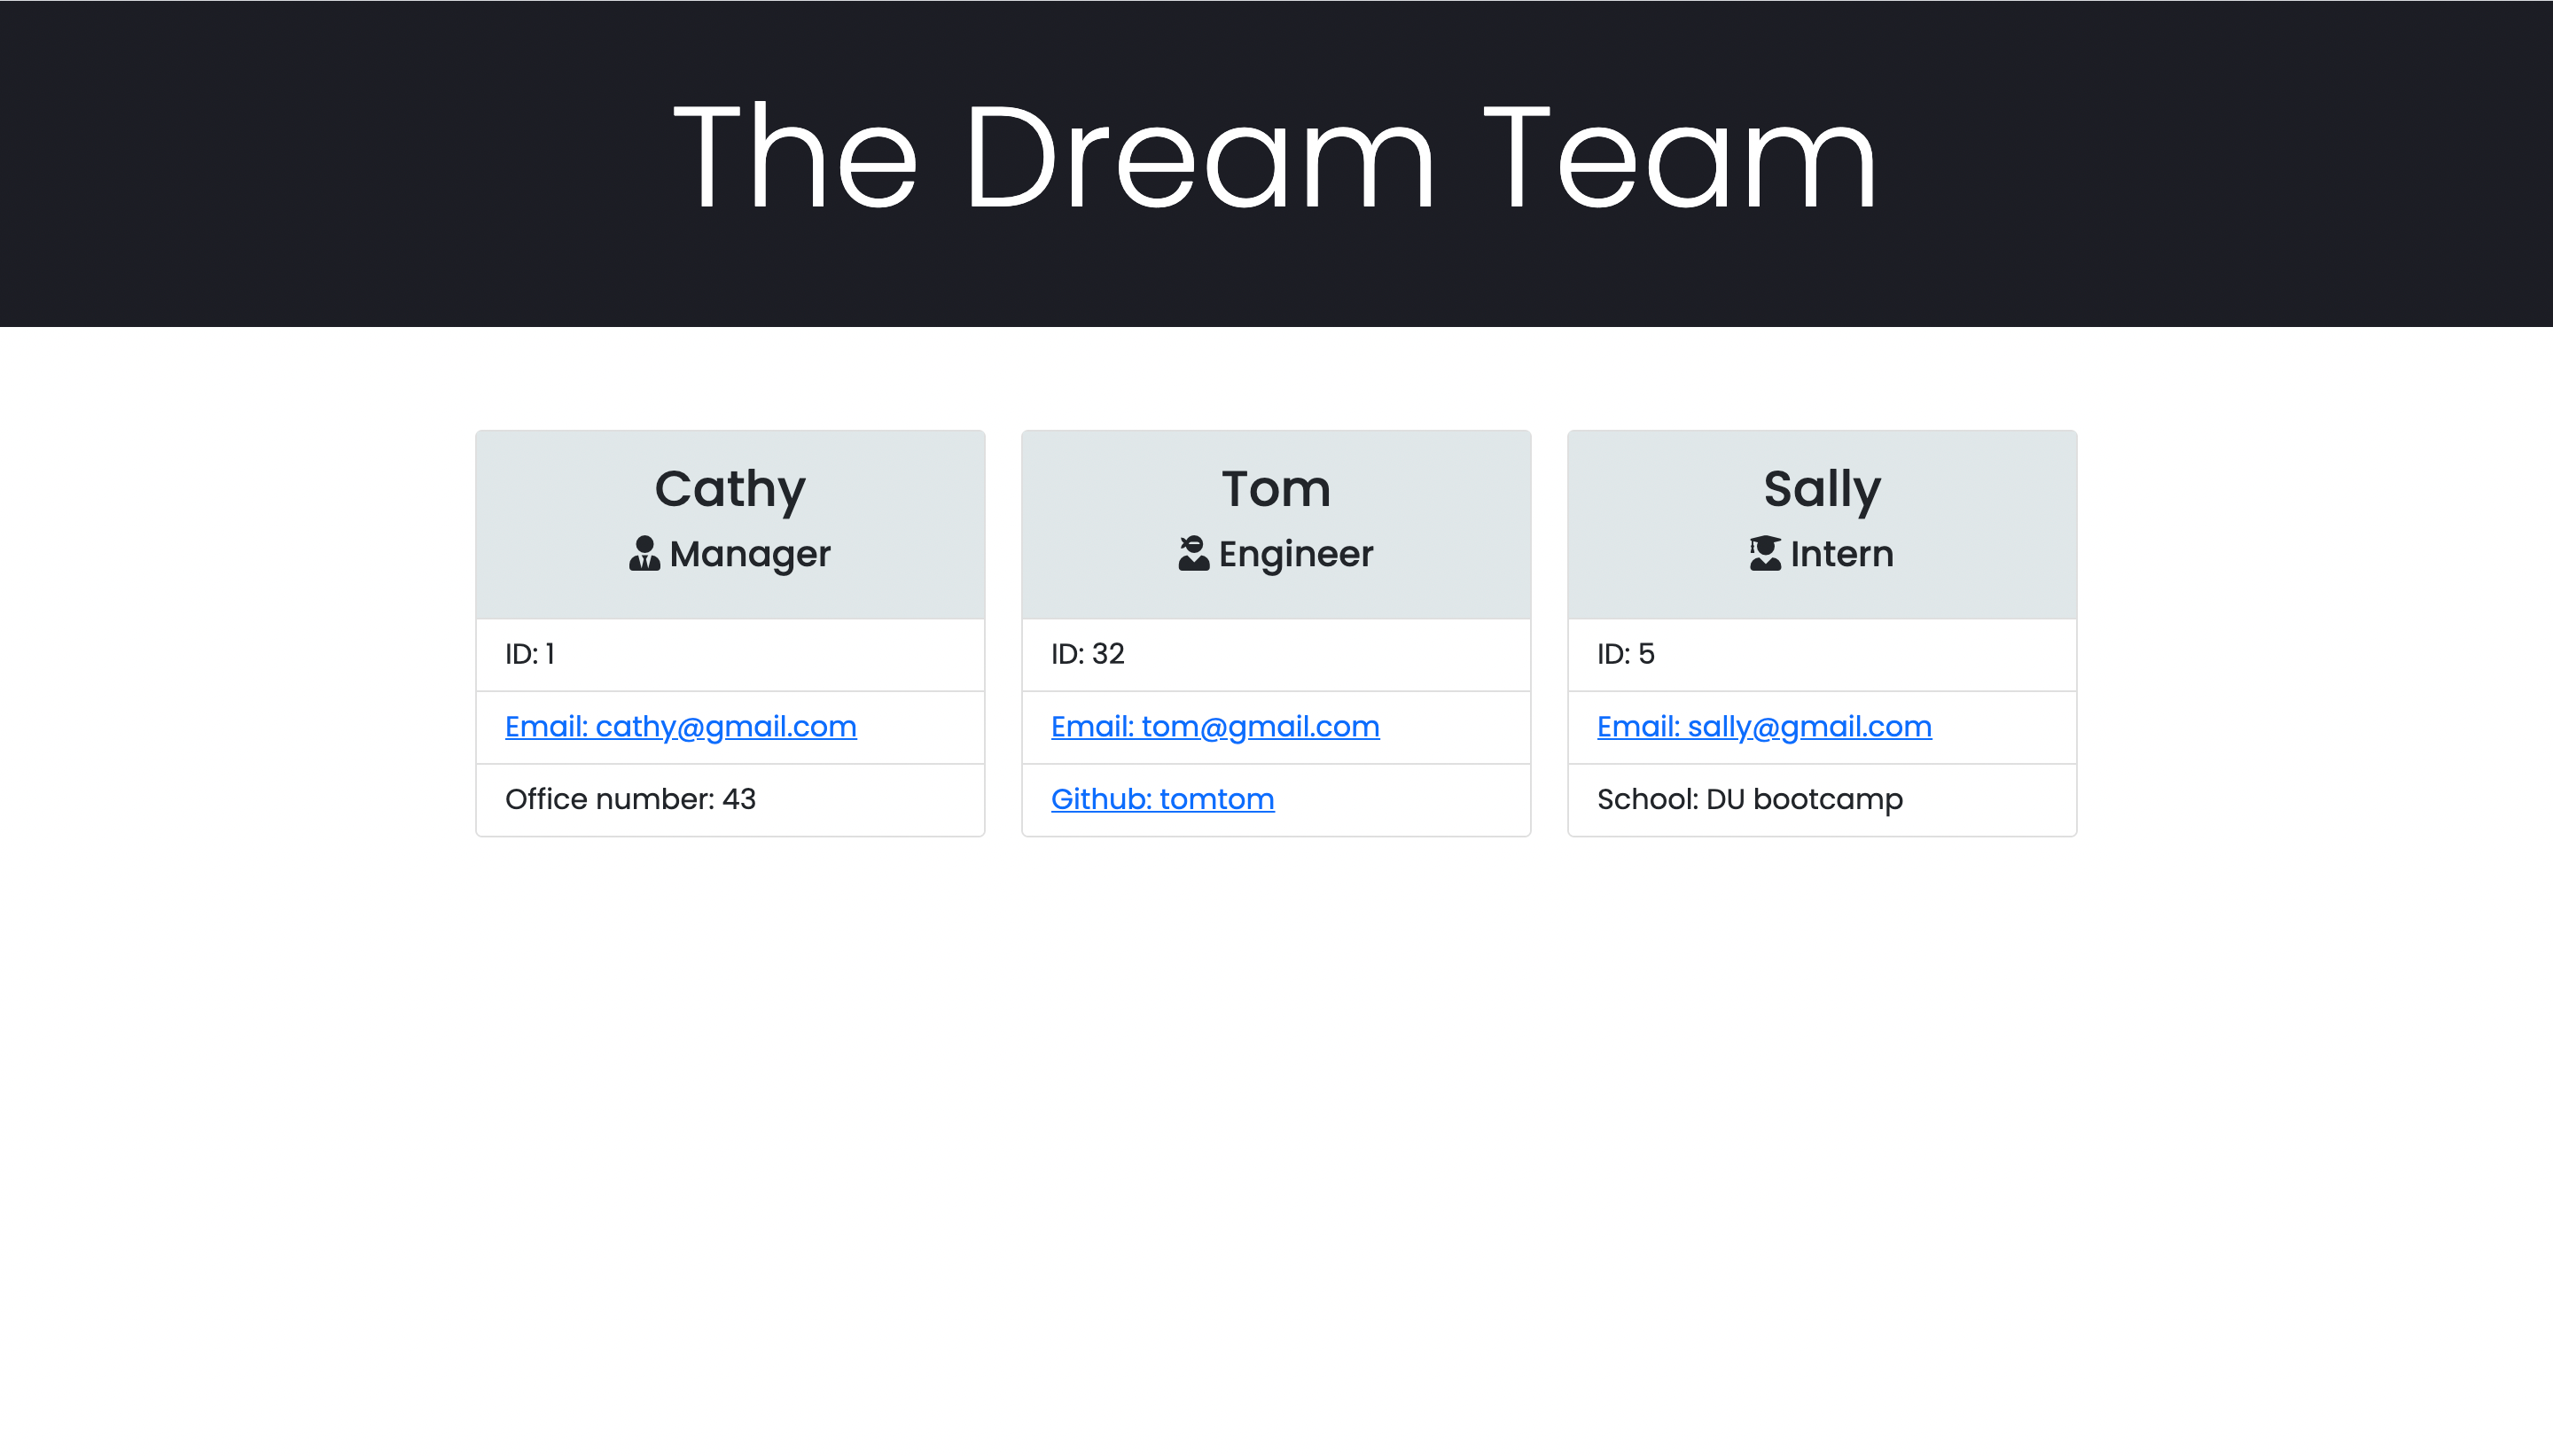 The Dream Team
Cathy
Manager
ID: 1
Email: cathy@gmail.com
Office number: 43
Tom
Engineer
ID: 32
Email: tom@gmail.com
Github: tomtom
Sally
Intern
ID: 5
Email: sally@gmail.com
School: DU bootcamp